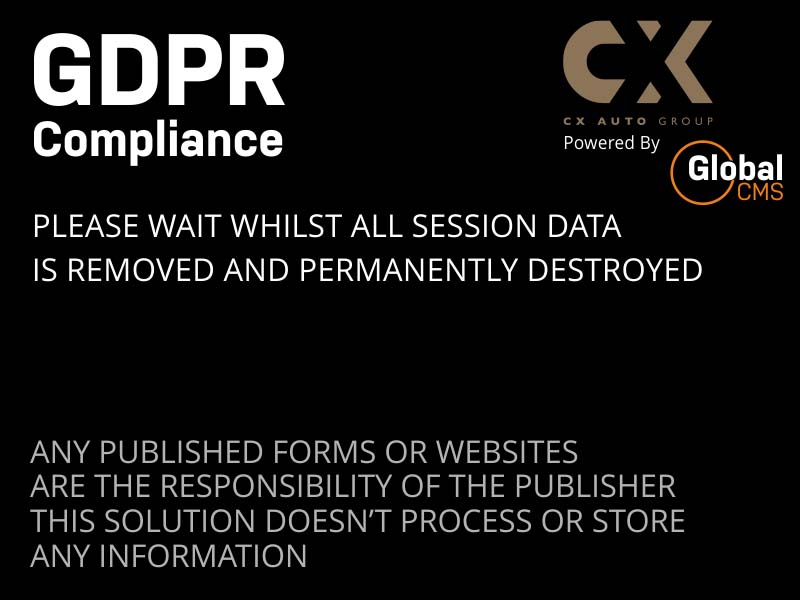 GDPR
Compliance
CX
CX AUTO GROUP
Powered By
Global
CMS
PLEASE WAIT WHILST ALL SESSION DATA
IS REMOVED AND PERMANENTLY DESTROYED
ANY PUBLISHED FORMS OR WEBSITES
ARE THE RESPONSIBILITY OF THE PUBLISHER
THIS SOLUTION DOESN’T PROCESS OR STORE
ANY INFORMATION